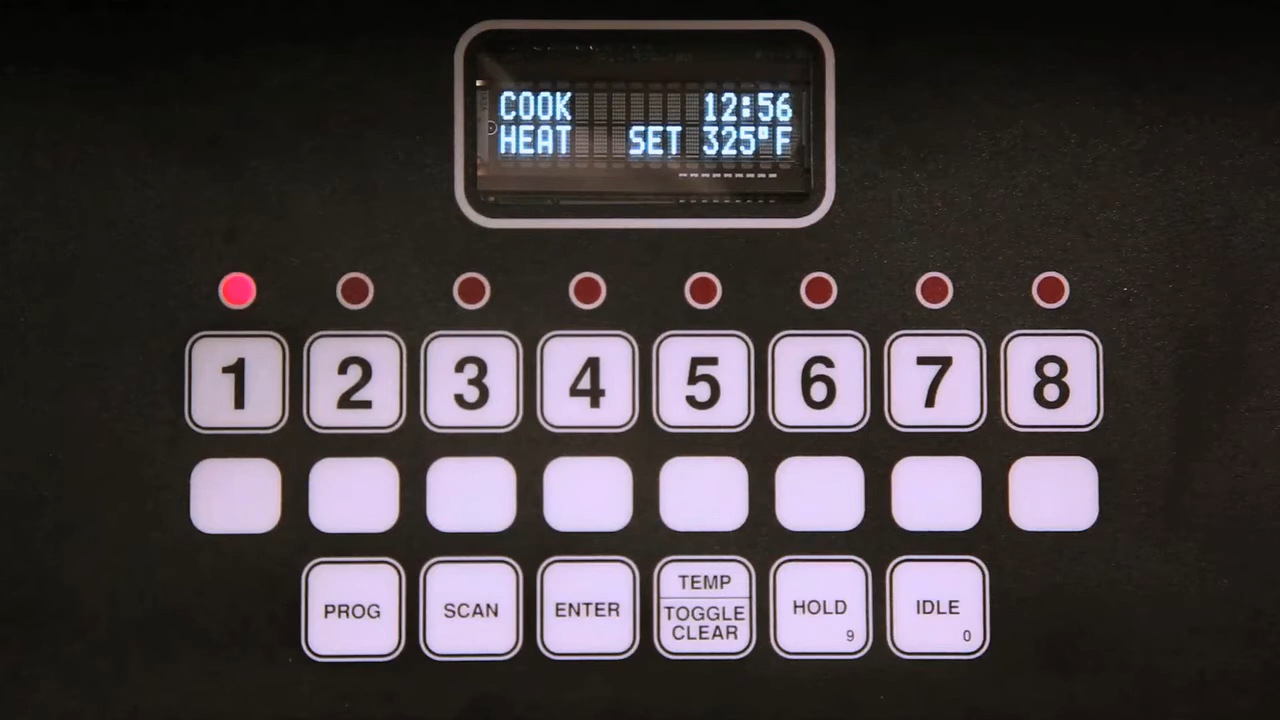 COOK 12:56
HEAT SET 325°F
1 2 3 4 5 6 7 8
PROG SCAN ENTER TEMP TOGGLE CLEAR HOLD 9 IDLE 0